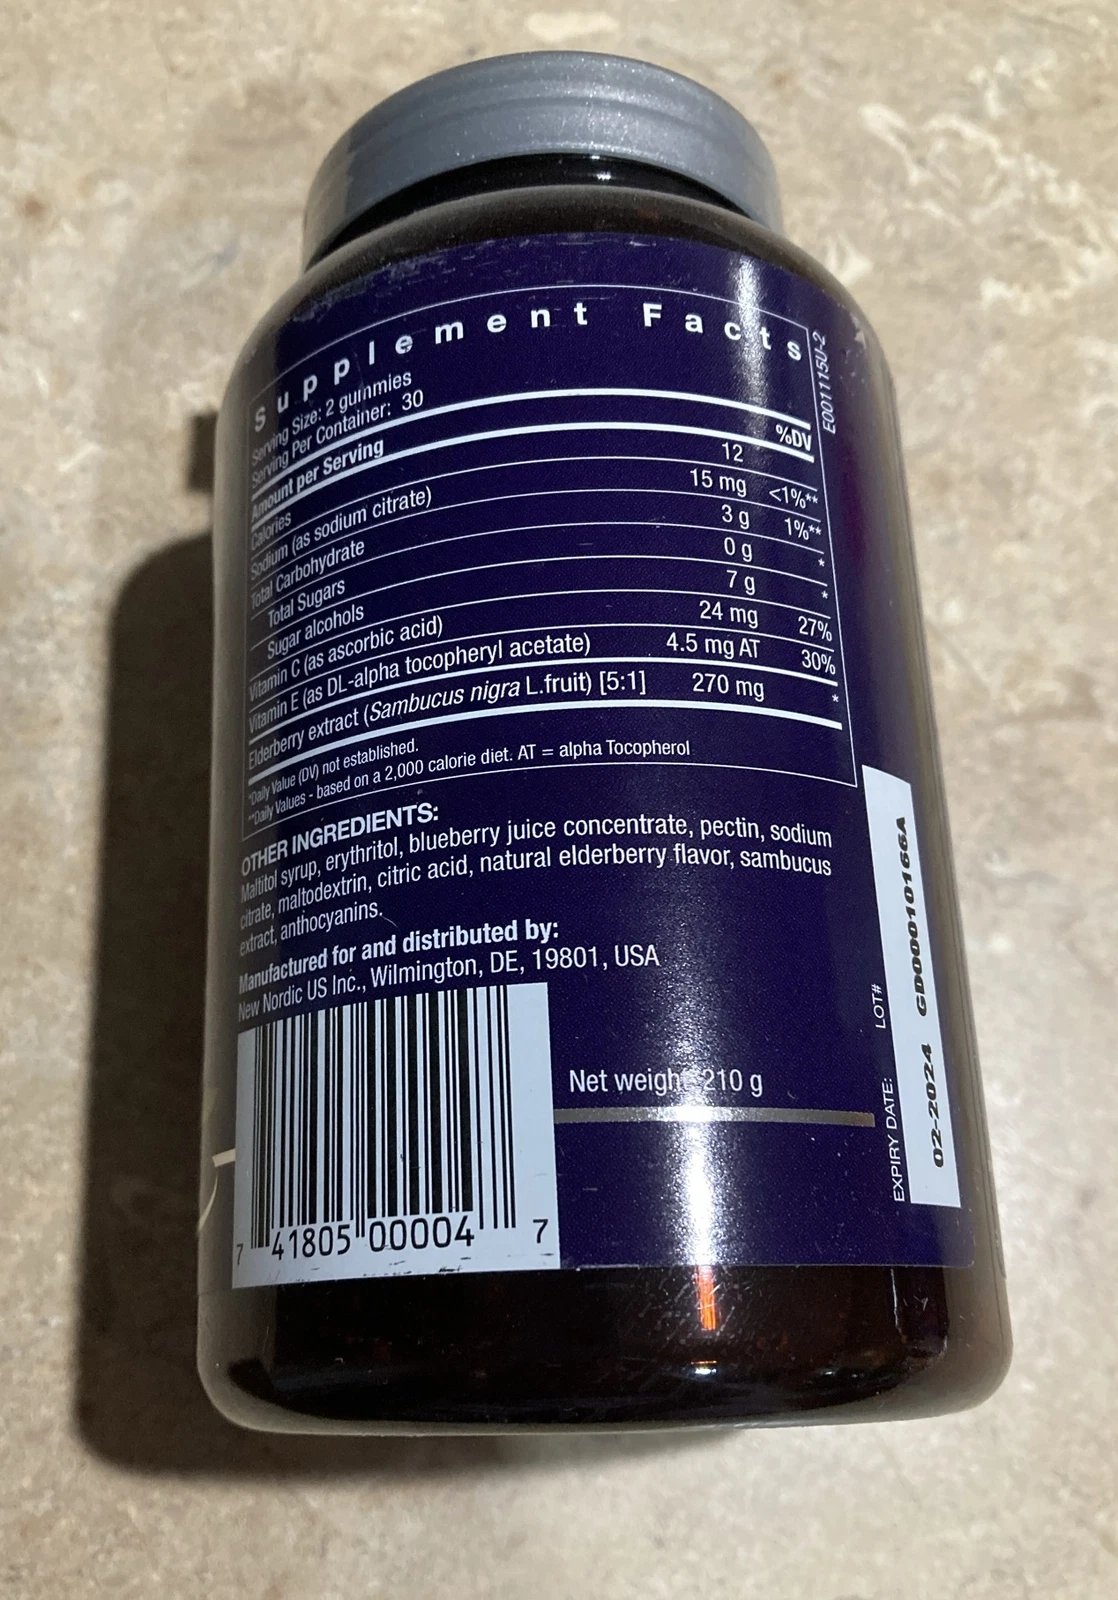 Supplement Facts
Serving Size: 2 gummies
Serving Per Container: 30
Amount per Serving %DV
Calories 12
Sodium (as sodium citrate) 15 mg <1%**
Total Carbohydrate 3 g 1%**
Total Sugars 0 g *
Sugar alcohols 7 g *
Vitamin C (as ascorbic acid) 24 mg 27%
Vitamin E (as DL-alpha tocopheryl acetate) 4.5 mg AT 30%
Elderberry extract (Sambucus nigra L.fruit) [5:1] 270 mg *
*Daily Value (DV) not established.
**Daily Values - based on a 2,000 calorie diet. AT = alpha Tocopherol
E001115U-2
OTHER INGREDIENTS:
Maltitol syrup, erythritol, blueberry juice concentrate, pectin, sodium
citrate, maltodextrin, citric acid, natural elderberry flavor, sambucus
extract, anthocyanins.
Manufactured for and distributed by:
New Nordic US Inc., Wilmington, DE, 19801, USA
Net weight 210 g
7 41805 00004 7
EXPIRY DATE: LOT#
02-2024 GD000010166A